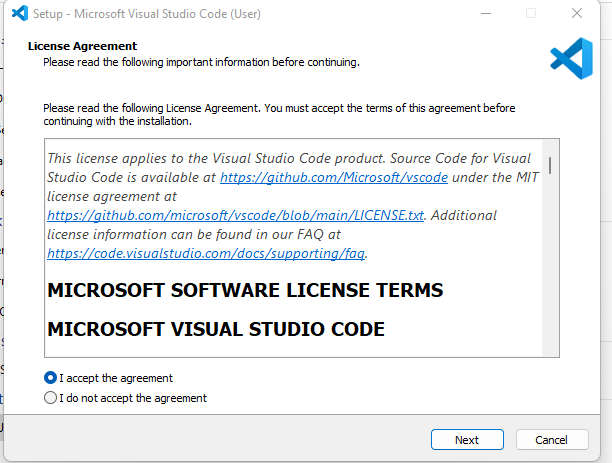 Setup - Microsoft Visual Studio Code (User)
License Agreement
Please read the following important information before continuing.
Please read the following License Agreement. You must accept the terms of this agreement before
continuing with the installation.
This license applies to the Visual Studio Code product. Source Code for Visual
Studio Code is available at https://github.com/Microsoft/vscode under the MIT
license agreement at
https://github.com/microsoft/vscode/blob/main/LICENSE.txt. Additional
license information can be found in our FAQ at
https://code.visualstudio.com/docs/supporting/faq.
MICROSOFT SOFTWARE LICENSE TERMS
MICROSOFT VISUAL STUDIO CODE
I accept the agreement
I do not accept the agreement
Next
Cancel